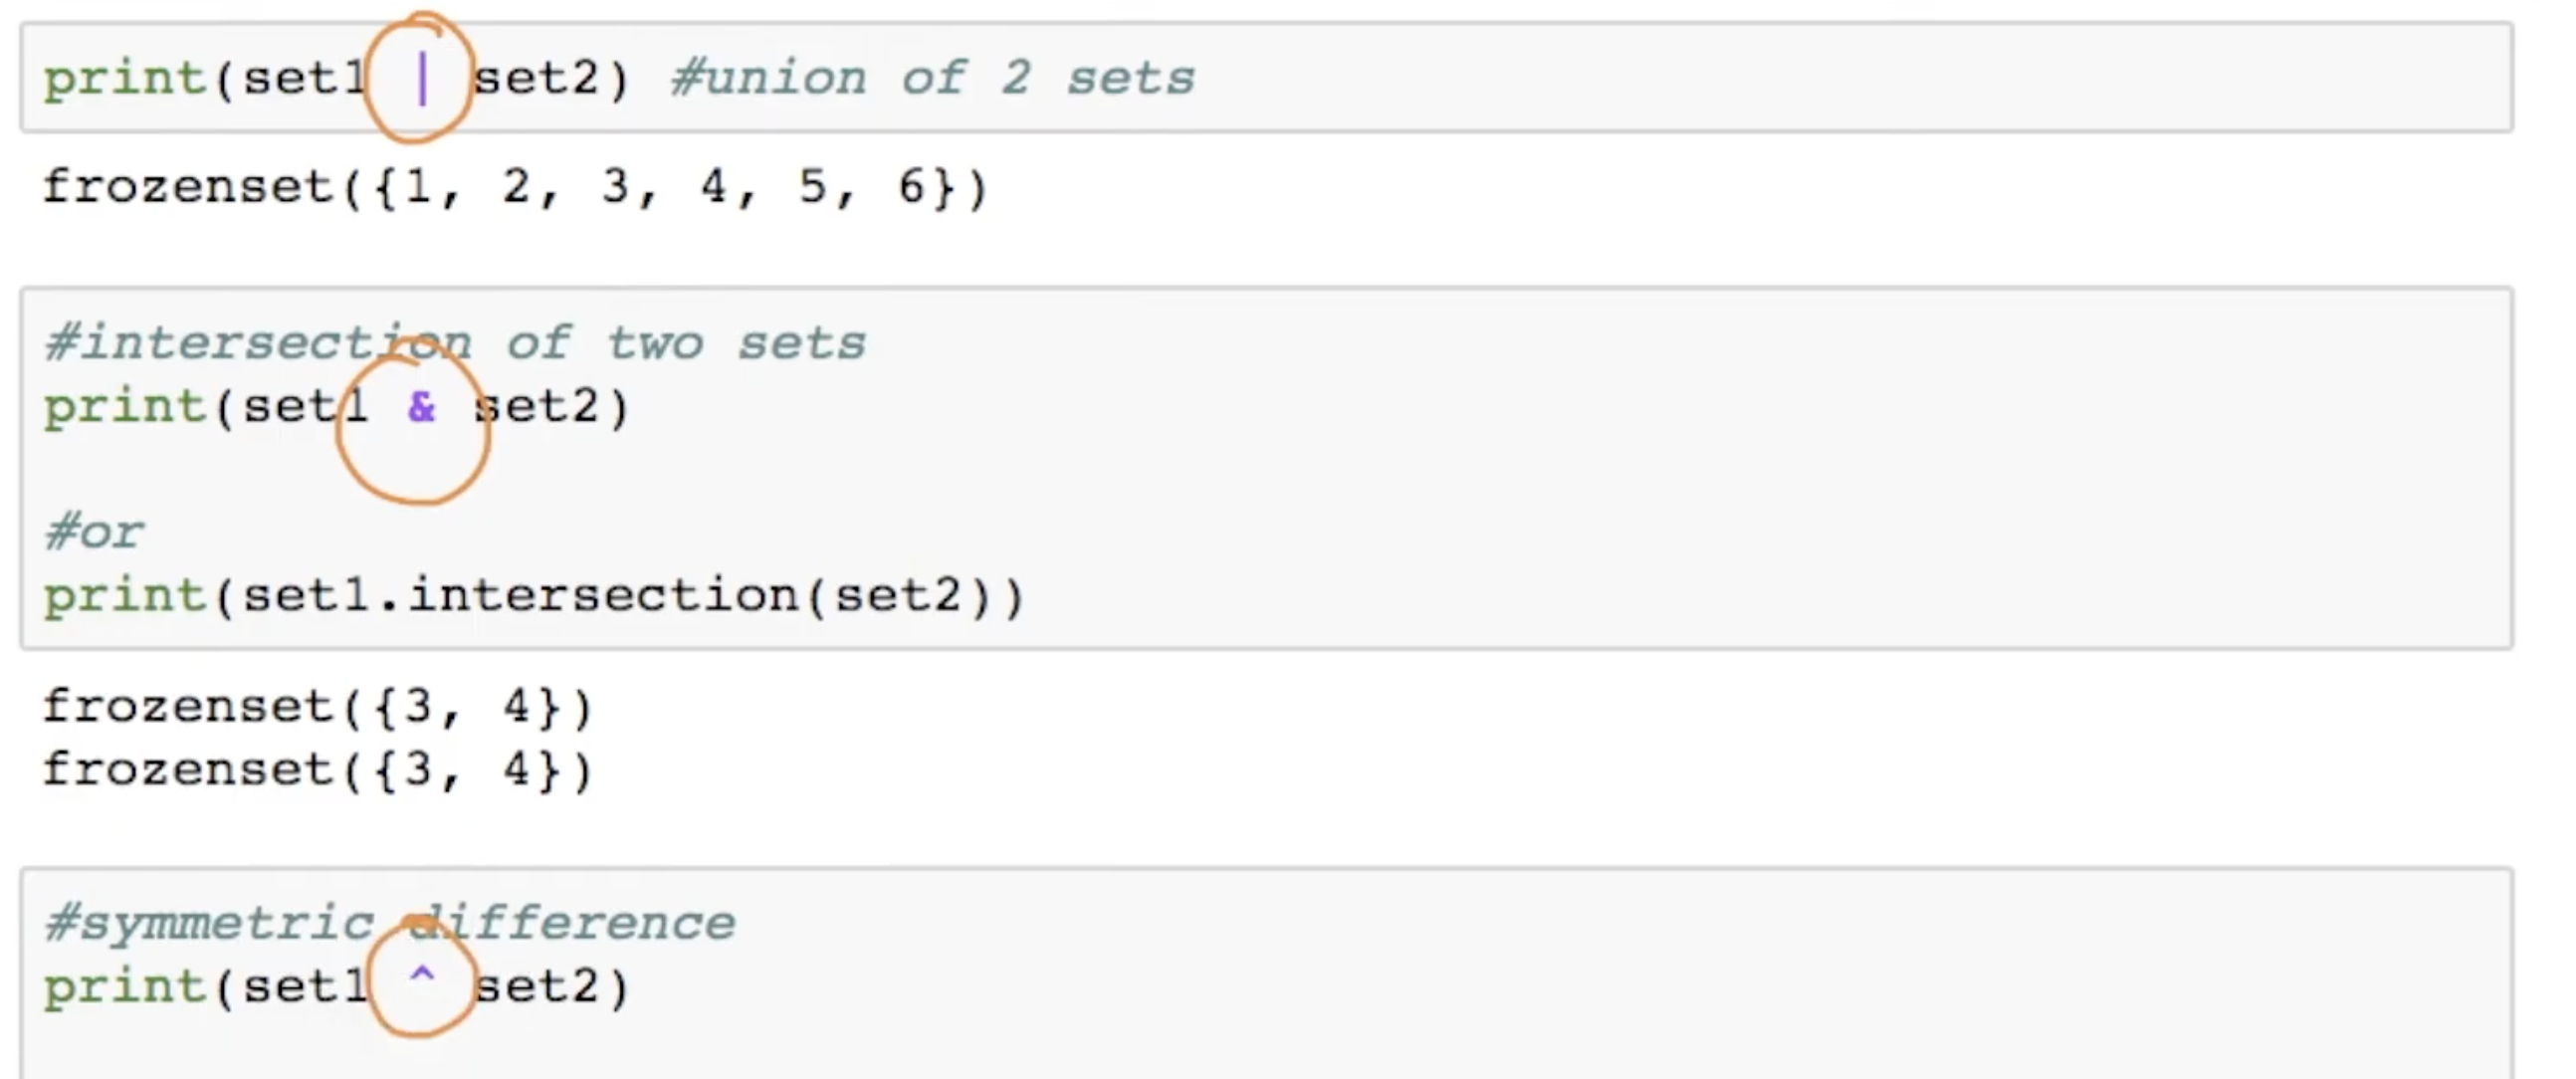 print(set1 | set2) #union of 2 sets
frozenset({1, 2, 3, 4, 5, 6})
#intersection of two sets
print(set1 & set2)
#or
print(set1.intersection(set2))
frozenset({3, 4})
frozenset({3, 4})
#symmetric difference
print(set1 ^ set2)